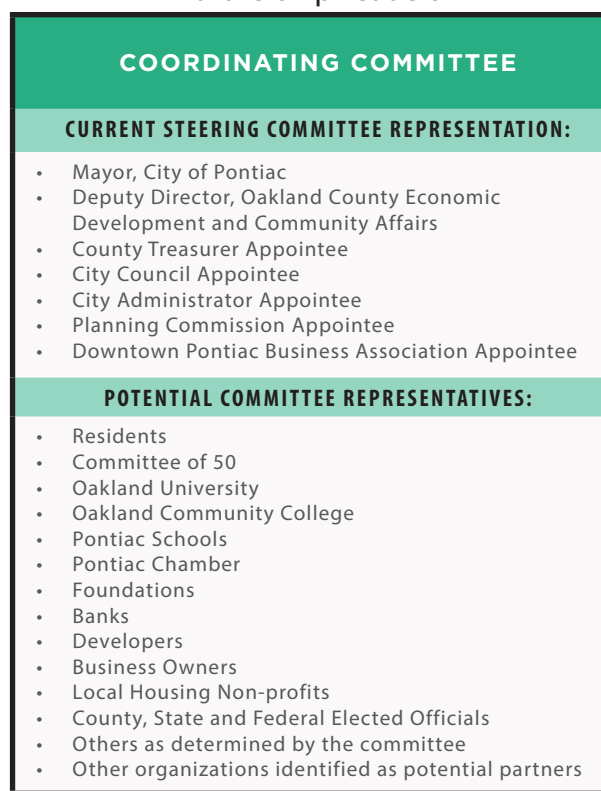 COORDINATING COMMITTEE
CURRENT STEERING COMMITTEE REPRESENTATION:
• Mayor, City of Pontiac
• Deputy Director, Oakland County Economic
Development and Community Affairs
• County Treasurer Appointee
• City Council Appointee
• City Administrator Appointee
• Planning Commission Appointee
• Downtown Pontiac Business Association Appointee
POTENTIAL COMMITTEE REPRESENTATIVES:
• Residents
• Committee of 50
• Oakland University
• Oakland Community College
• Pontiac Schools
• Pontiac Chamber
• Foundations
• Banks
• Developers
• Business Owners
• Local Housing Non-profits
• County, State and Federal Elected Officials
• Others as determined by the committee
• Other organizations identified as potential partners